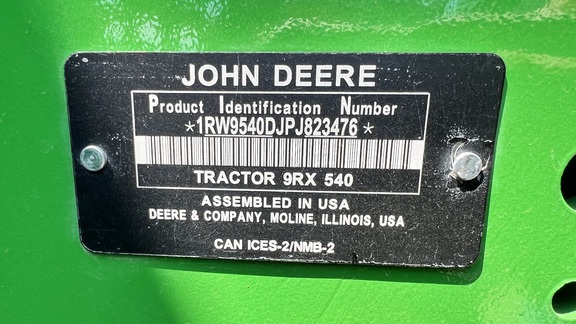 JOHN DEERE
Product Identification Number
*1RW9540DJPJ823476*
TRACTOR 9RX 540
ASSEMBLED IN USA
DEERE & COMPANY, MOLINE, ILLINOIS, USA
CAN ICES-2/NMB-2